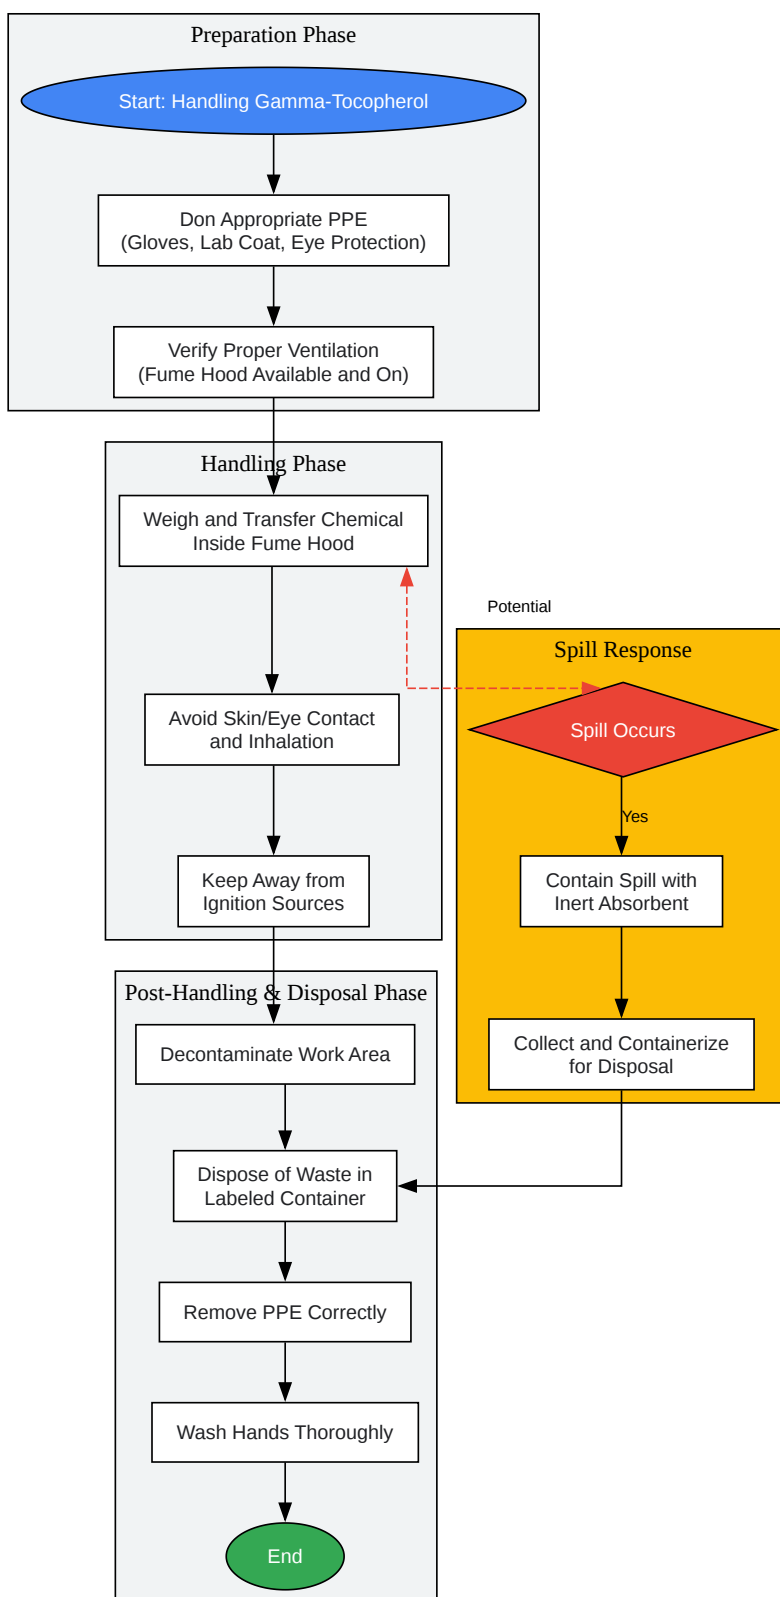 Preparation Phase
Start: Handling Gamma-Tocopherol
Don Appropriate PPE
(Gloves, Lab Coat, Eye Protection)
Verify Proper Ventilation
(Fume Hood Available and On)
Handling Phase
Weigh and Transfer Chemical
Inside Fume Hood
Potential
Spill Response
Spill Occurs
Avoid Skin/Eye Contact
and Inhalation
Yes
Keep Away from
Ignition Sources
Contain Spill with
Inert Absorbent
Post-Handling & Disposal Phase
Decontaminate Work Area
Collect and Containerize
for Disposal
Dispose of Waste in
Labeled Container
Remove PPE Correctly
Wash Hands Thoroughly
End